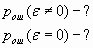 p_ош(ε ≠ 0) – ?
p_ош(ε = 0) – ?